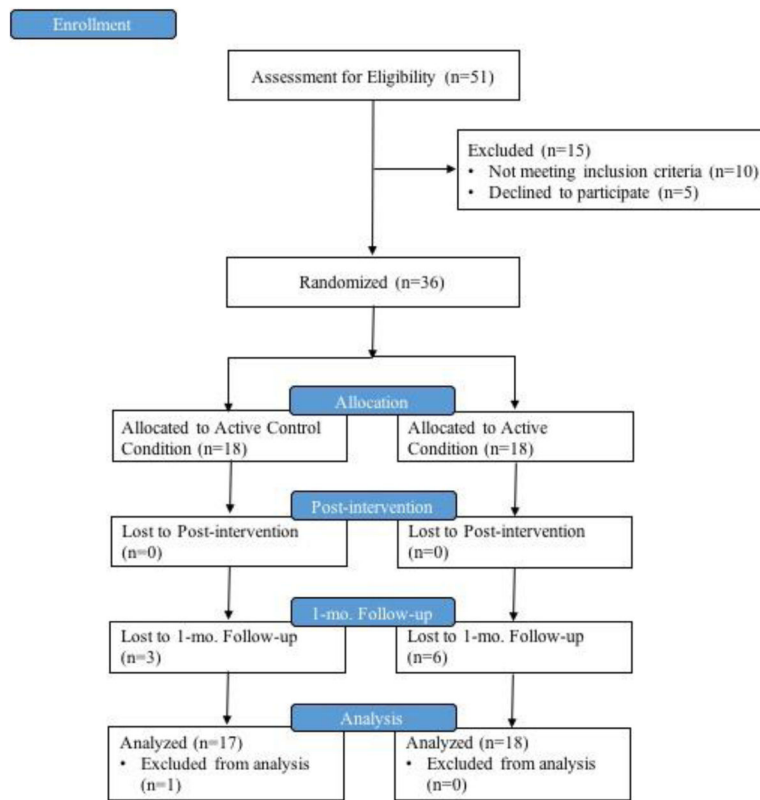 Enrollment
Assessment for Eligibility (n=51)
Excluded (n=15)
• Not meeting inclusion criteria (n=10)
• Declined to participate (n=5)
Randomized (n=36)
Allocation
Allocated to Active Control
Condition (n=18)
Allocated to Active
Condition (n=18)
Post-intervention
Lost to Post-intervention
(n=0)
Lost to Post-intervention
(n=0)
1-mo. Follow-up
Lost to 1-mo. Follow-up
(n=3)
Lost to 1-mo. Follow-up
(n=6)
Analysis
Analyzed (n=17)
• Excluded from analysis
(n=1)
Analyzed (n=18)
• Excluded from analysis
(n=0)